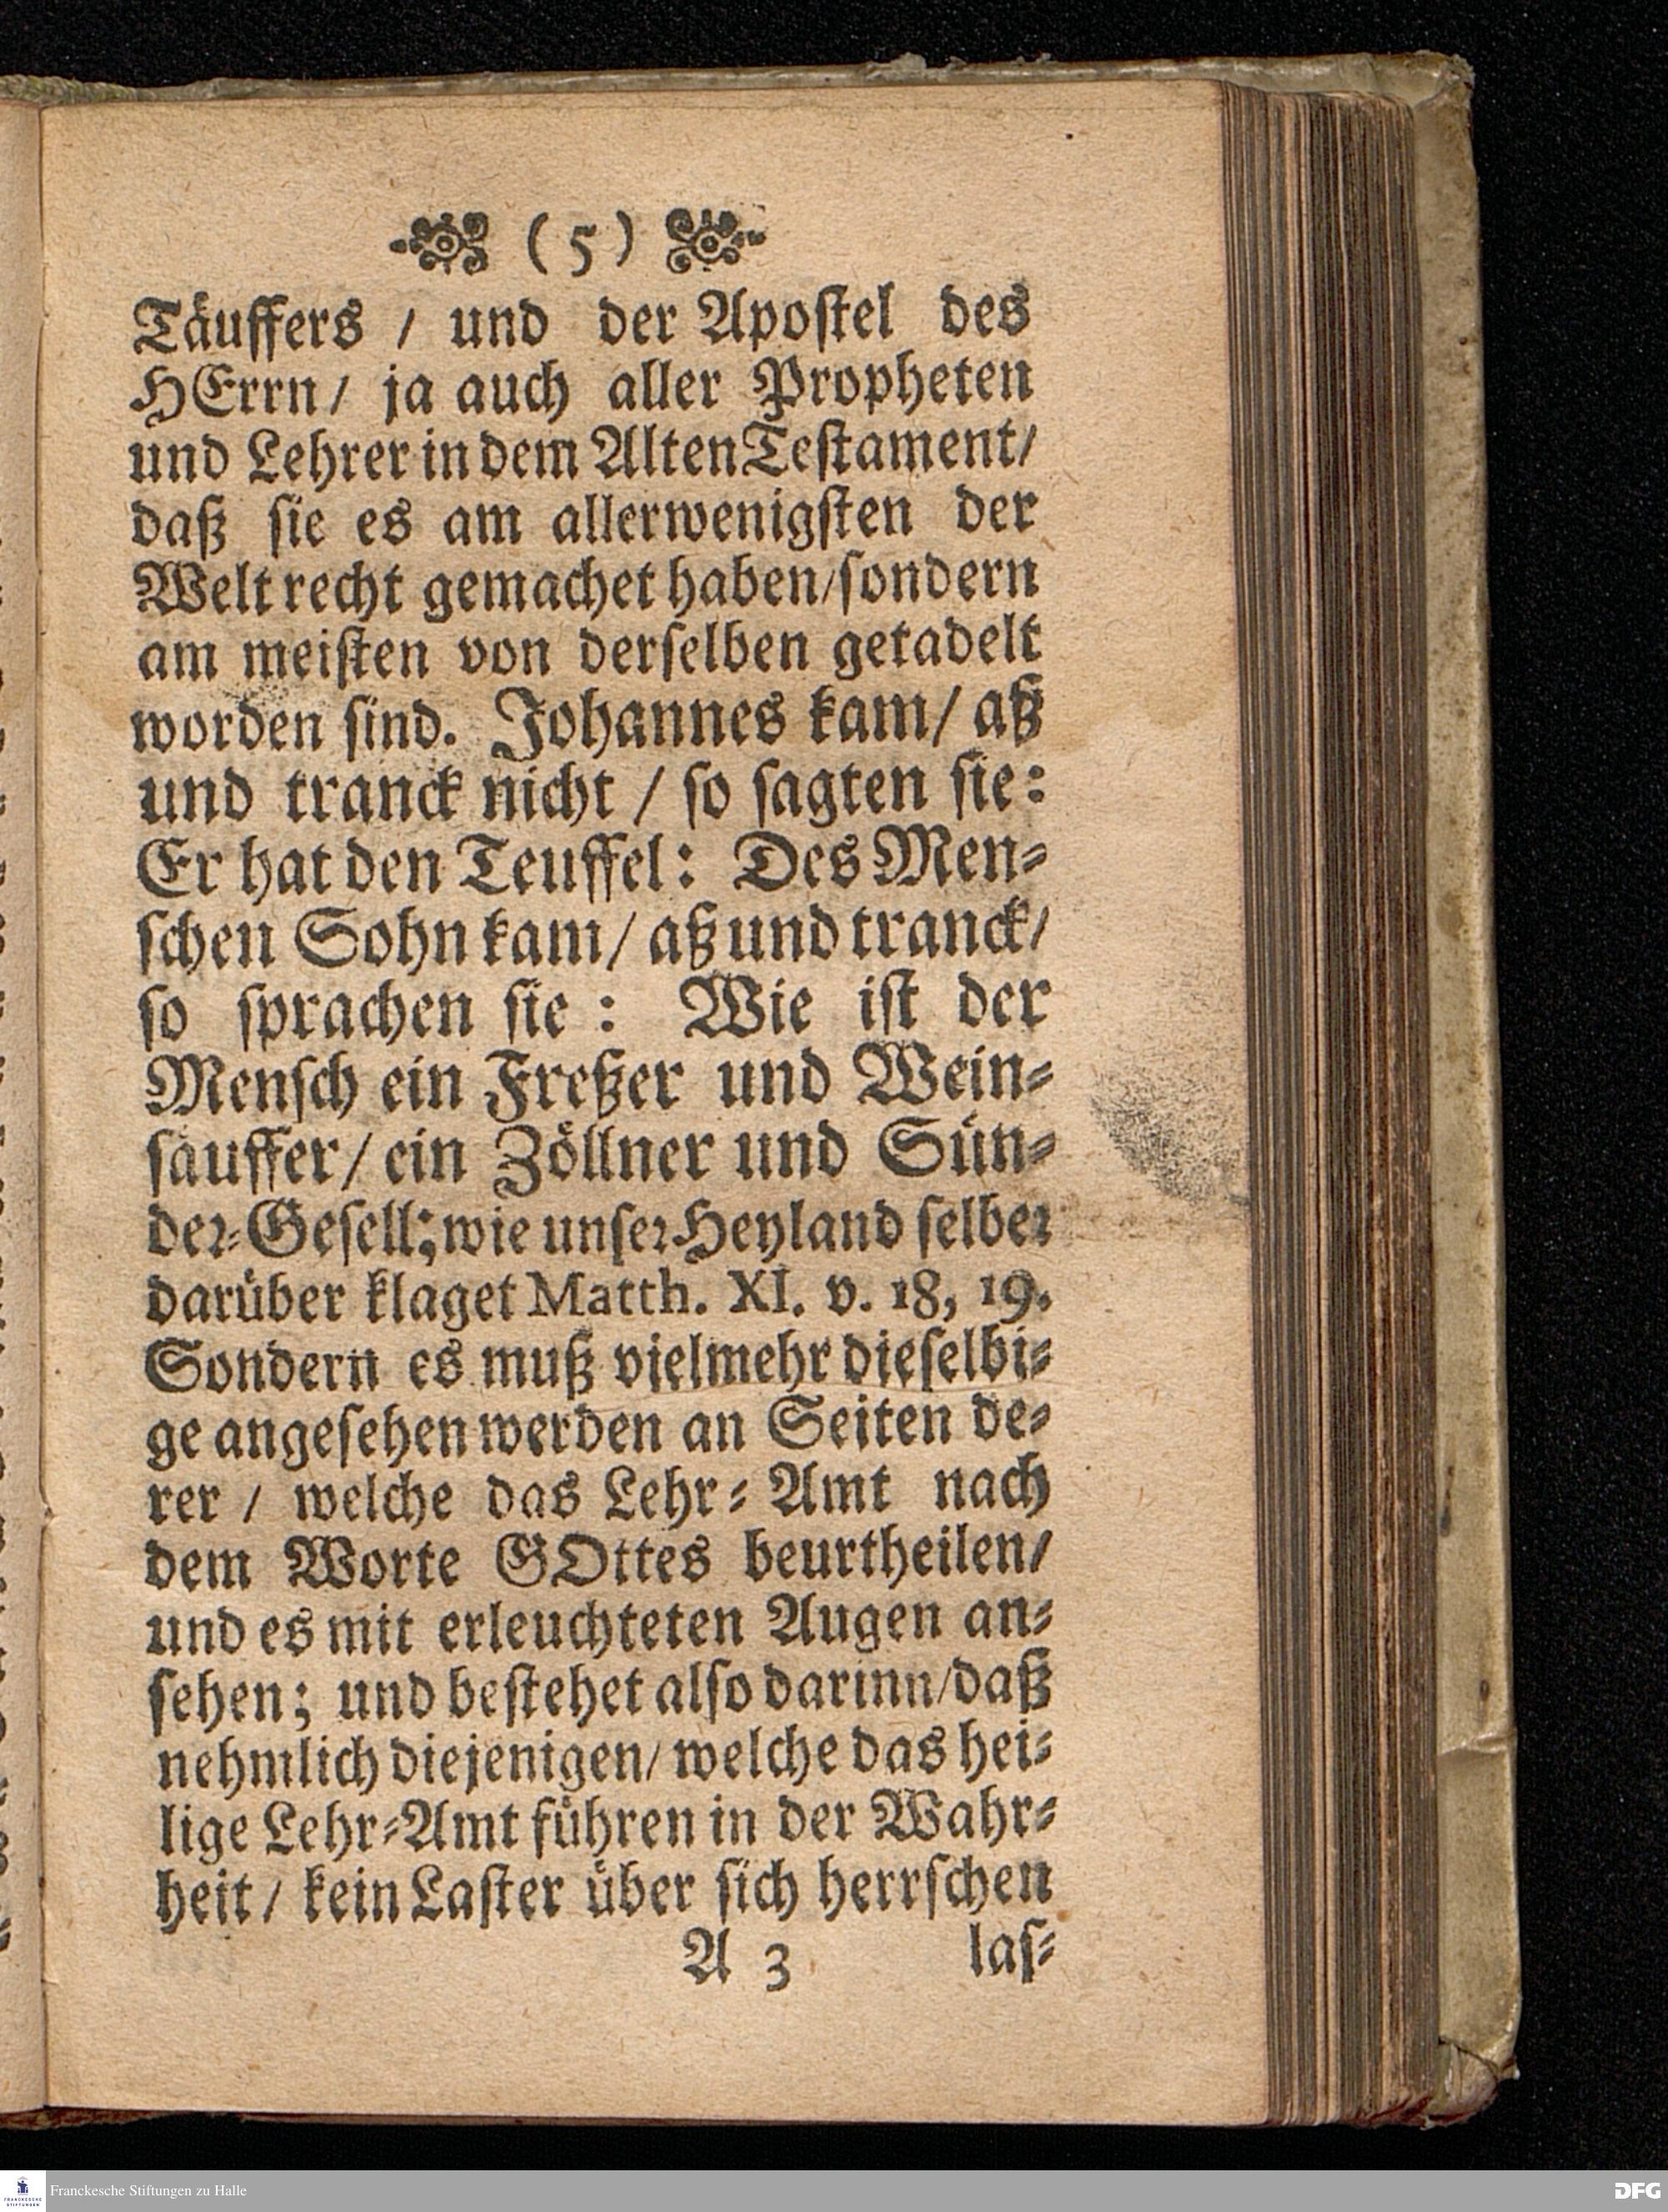 ( 5 )
Täuffers / und der Apoſtel des
HErrn/ ja auch aller Propheten
und Lehrer in dem Alten Teſtament/
daß ſie es am allerwenigſten der
Welt recht gemachet haben/ſondern
am meiſten von derſelben getadelt
worden ſind. Johannes kam/ aß
und tranck nicht / ſo ſagten ſie:
Er hat den Teuffel: Des Men-
ſchen Sohn kam/ aß und tranck/
ſo ſprachen ſie : Wie iſt der
Menſch ein Freßer und Wein-
ſäuffer/ ein Zöllner und Sün-
der-Geſell; wie unſer Heyland ſelber
darüber klaget Matth. XI. v. 18, 19.
Sondern es muß vielmehr dieſelbi-
ge angeſehen werden an Seiten de-
rer / welche das Lehr-Amt nach
dem Worte GOttes beurtheilen/
und es mit erleuchteten Augen an-
ſehen; und beſtehet alſo darinn/daß
nehmlich diejenigen/ welche das hei-
lige Lehr-Amt führen in der Wahr-
heit / kein Laſter über ſich herrſchen
A 3 laſ-
Franckesche Stiftungen zu Halle
FRANCKESCHE
STIFTUNGEN
DFG